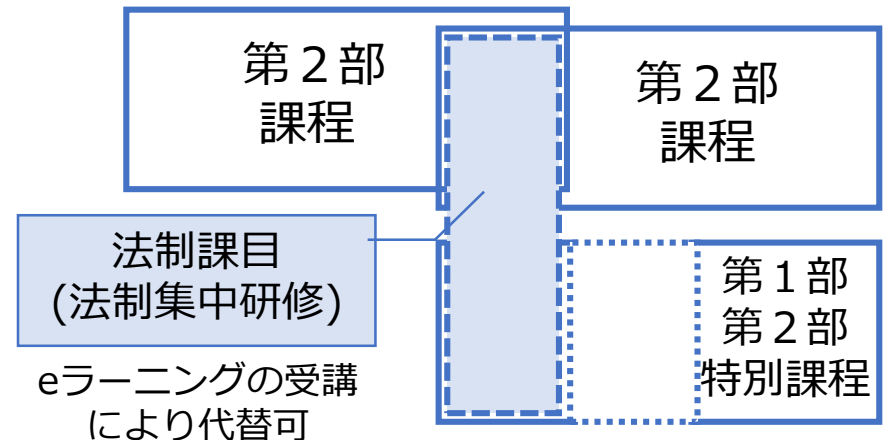 第２部
課程
第２部
課程
法制課目
(法制集中研修)
eラーニングの受講
により代替可
第１部
第２部
特別課程